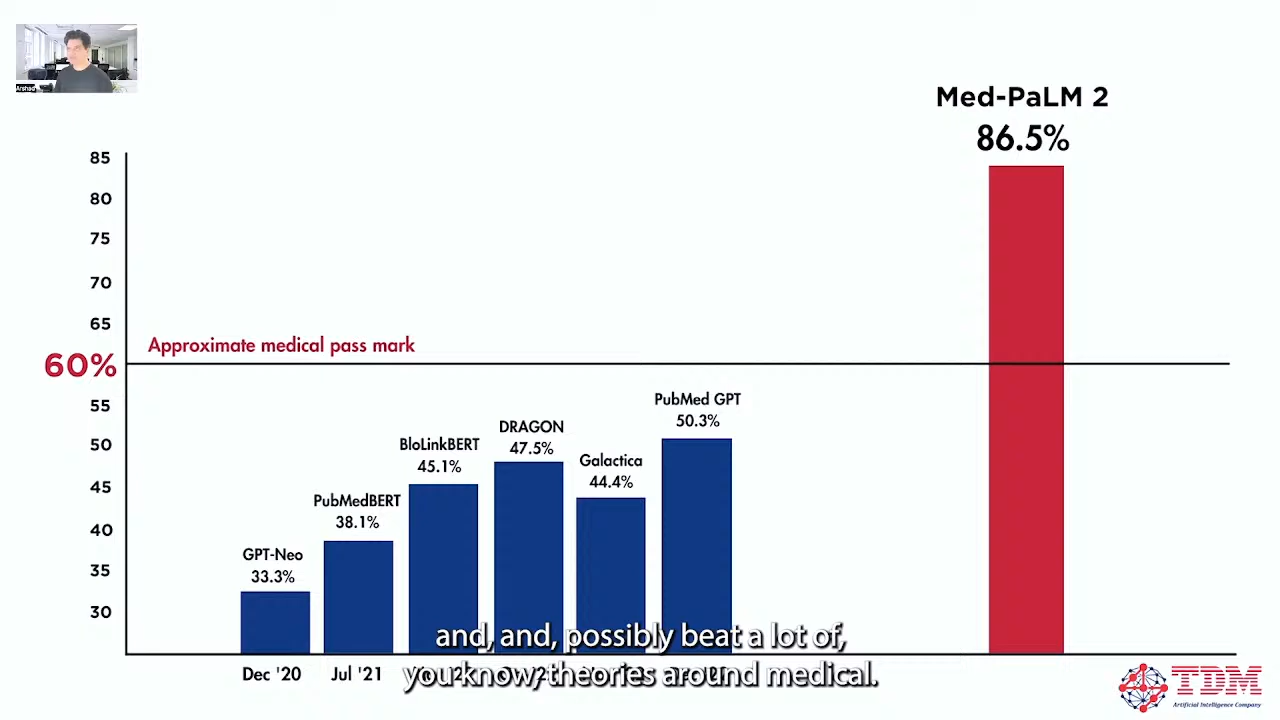 Arshad
Med-PaLM 2
86.5%
85
80
75
70
65
60%
Approximate medical pass mark
55
50
45
40
35
30
PubMed GPT
50.3%
DRAGON
47.5%
BloLinkBERT
45.1%
Galactica
44.4%
PubMedBERT
38.1%
GPT-Neo
33.3%
and, and, possibly beat a lot of,
you know, theories around medical.
Dec '20
Jul '21
TDM
Artificial Intelligence Company